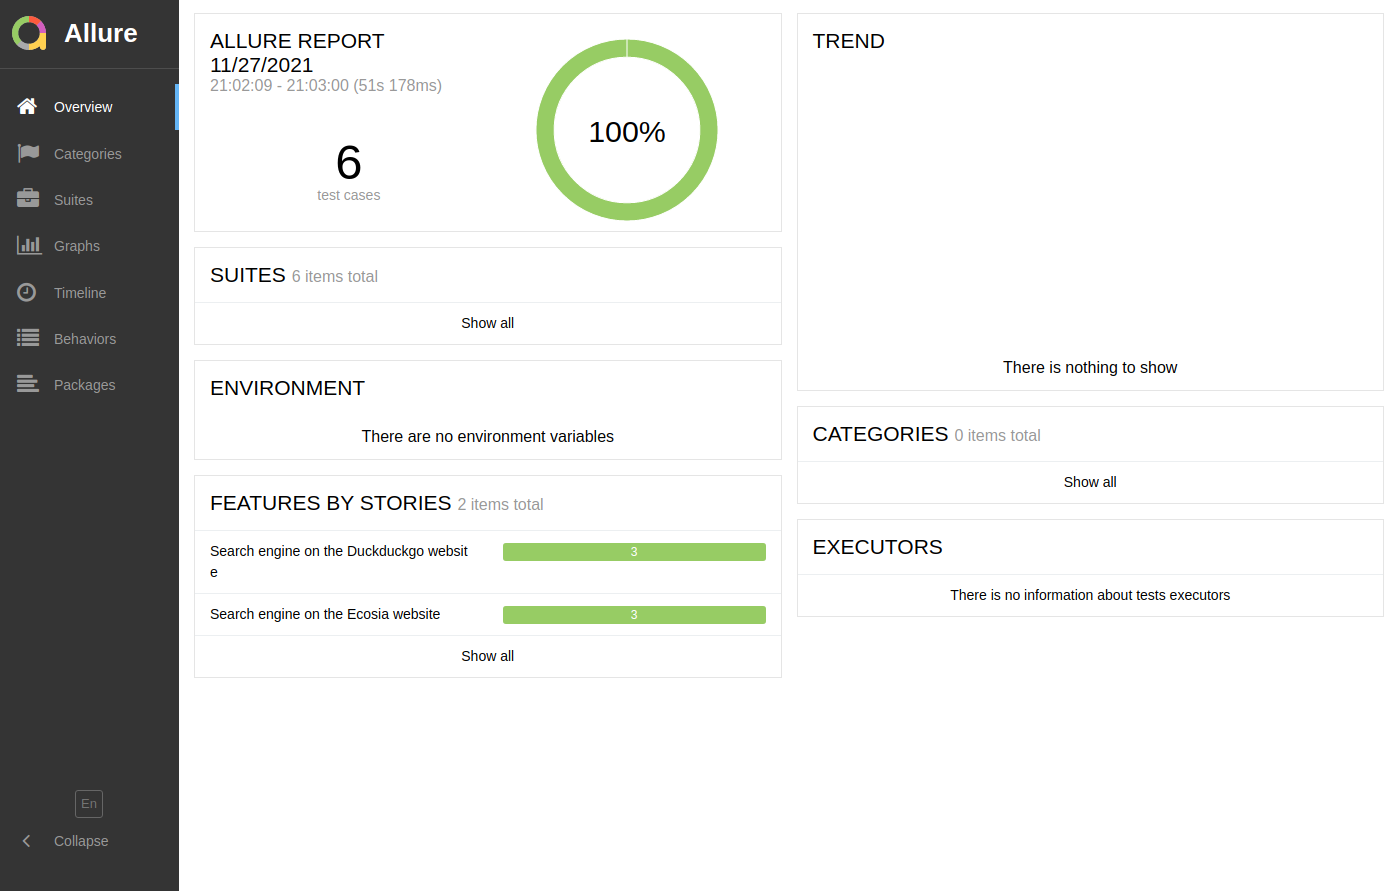 Allure
Overview
Categories
Suites
Graphs
Timeline
Behaviors
Packages
En
Collapse
ALLURE REPORT
11/27/2021
21:02:09 - 21:03:00 (51s 178ms)
6
test cases
100%
SUITES 6 items total
Show all
ENVIRONMENT
There are no environment variables
FEATURES BY STORIES 2 items total
Search engine on the Duckduckgo websit
e
3
Search engine on the Ecosia website
3
Show all
TREND
There is nothing to show
CATEGORIES 0 items total
Show all
EXECUTORS
There is no information about tests executors